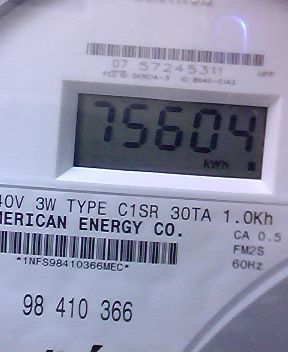 07 57245311
75604
kWh
40V 3W TYPE C1SR 30TA 1.0Kh
MERICAN ENERGY CO.
CA 0.5
FM2S
60Hz
*1NFS98410366MEC*
98 410 366